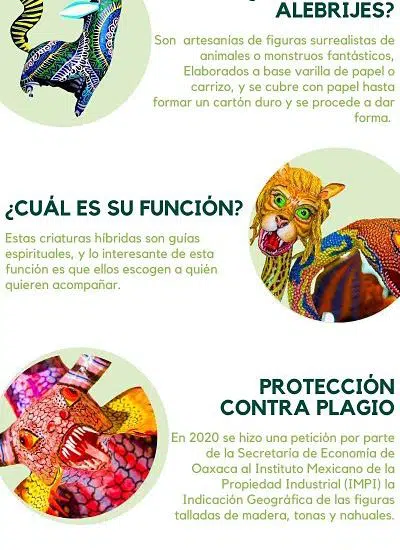 ALEBRIJES?
Son artesanías de figuras surrealistas de
animales o monstruos fantásticos,
Elaborados a base varilla de papel o
carrizo, y se cubre con papel hasta
formar un cartón duro y se procede a dar
forma.
¿CUÁL ES SU FUNCIÓN?
Estas criaturas híbridas son guías
espirituales, y lo interesante de esta
función es que ellos escogen a quién
quieren acompañar.
PROTECCIÓN
CONTRA PLAGIO
En 2020 se hizo una petición por parte
de la Secretaria de Economía de
Oaxaca al Instituto Mexicano de la
Propiedad Industrial (IMPI) la
Indicación Geográfica de las figuras
talladas de madera, tonas y nahuales.